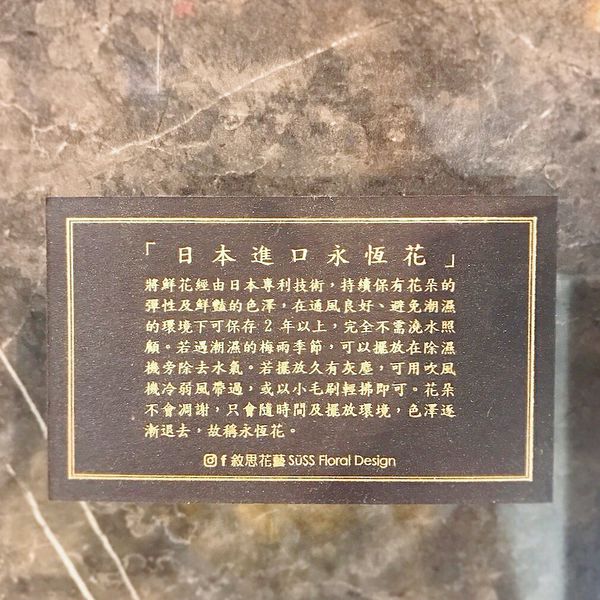 「日本進口永恆花」
將鮮花經由日本專利技術，持續保有花朵的
彈性及鮮豔的色澤，在通風良好、避免潮濕
的環境下可保存 2 年以上，完全不需澆水照
顧。若遇潮濕的梅雨季節，可以擺放在除濕
機旁除去水氣。若擺放久有灰塵，可用吹風
機冷弱風帶過，或以小毛刷輕拂即可。花朵
不會凋謝，只會隨時間及擺放環境，色澤逐
漸退去，故稱永恆花。
敘思花藝 SüSS Floral Design